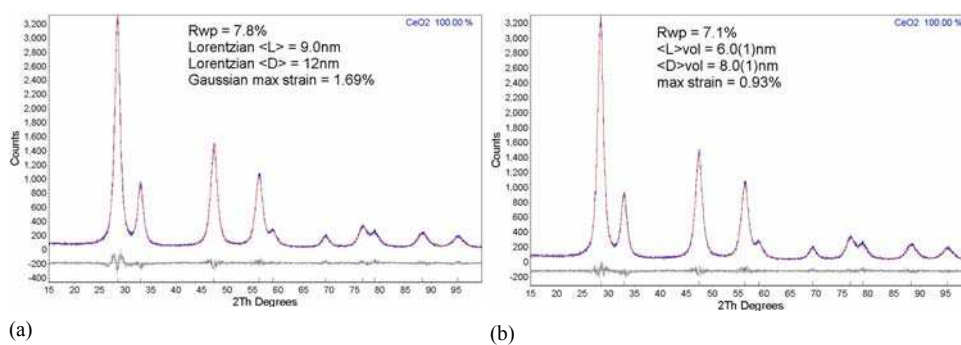 CeO2 100.00 %
Rwp = 7.8%
Lorentzian <L> = 9.0nm
Lorentzian <D> = 12nm
Gaussian max strain = 1.69%
3,200
3,000
2,800
2,600
2,400
2,200
2,000
1,800
1,600
1,400
1,200
1,000
800
600
400
200
0
-200
-400
Counts
15 20 25 30 35 40 45 50 55 60 65 70 75 80 85 90 95
2Th Degrees
(a)
CeO2 100.00 %
Rwp = 7.1%
<L>vol = 6.0(1)nm
<D>vol = 8.0(1)nm
max strain = 0.93%
3,200
3,000
2,800
2,600
2,400
2,200
2,000
1,800
1,600
1,400
1,200
1,000
800
600
400
200
0
-200
Counts
15 20 25 30 35 40 45 50 55 60 65 70 75 80 85 90 95
2Th Degrees
(b)